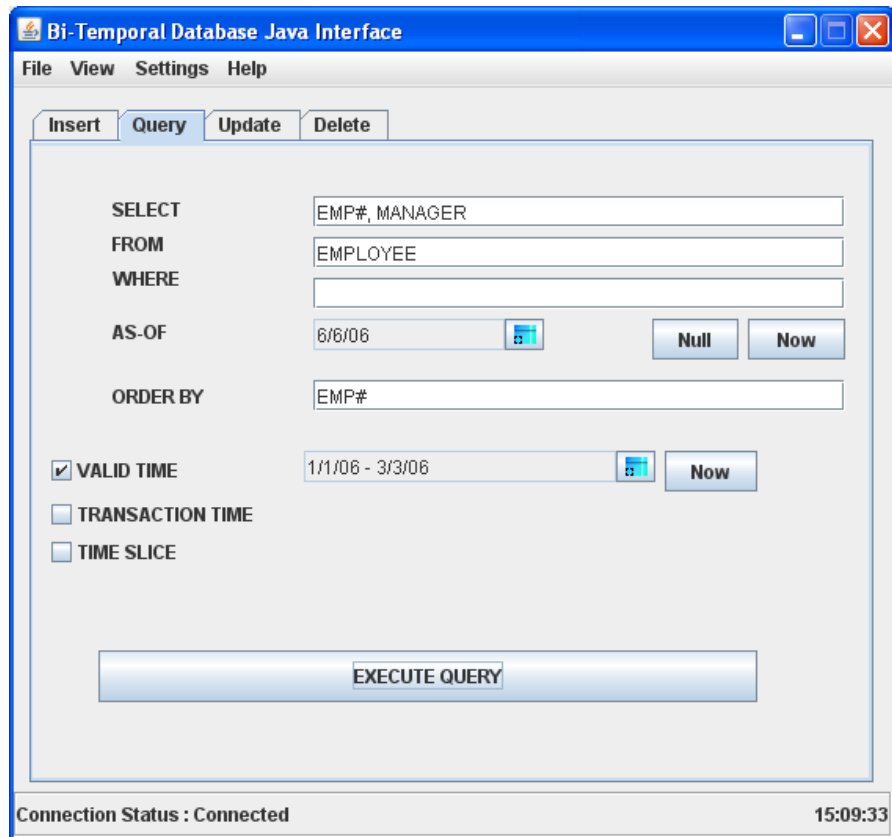 Bi-Temporal Database Java Interface
File View Settings Help
Insert Query Update Delete
SELECT EMP#, MANAGER
FROM EMPLOYEE
WHERE
AS-OF 6/6/06 Null Now
ORDER BY EMP#
VALID TIME 1/1/06 - 3/3/06 Now
TRANSACTION TIME
TIME SLICE
EXECUTE QUERY
Connection Status : Connected 15:09:33